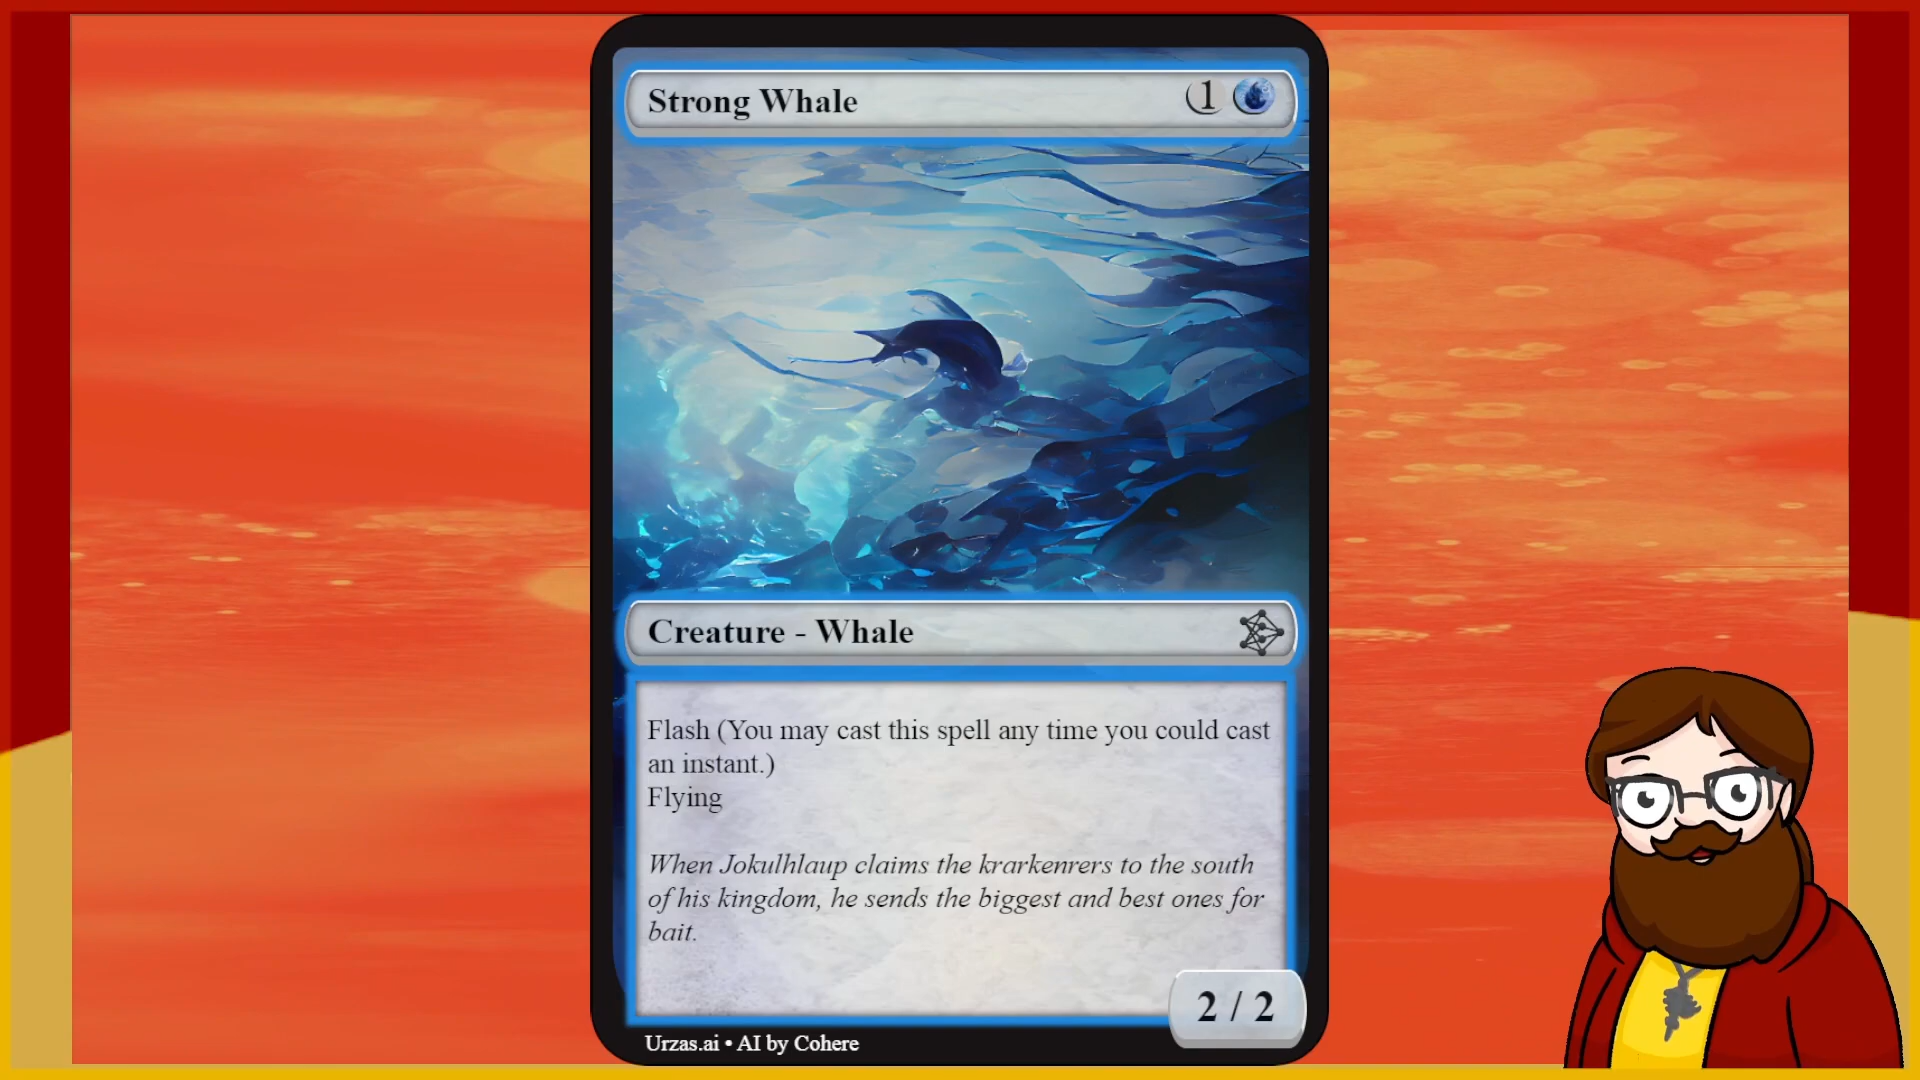 Strong Whale 1
Creature - Whale
Flash (You may cast this spell any time you could cast
an instant.)
Flying
When Jokulhlaup claims the krarkenrers to the south
of his kingdom, he sends the biggest and best ones for
bait.
2 / 2
Urzas.ai • AI by Cohere